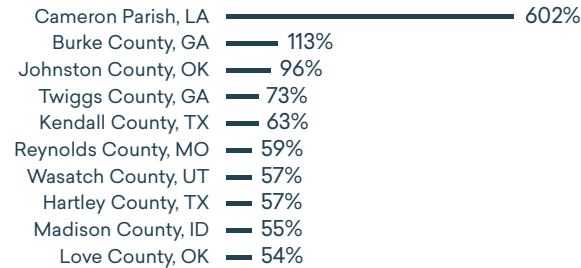 Cameron Parish, LA 602%
Burke County, GA 113%
Johnston County, OK 96%
Twiggs County, GA 73%
Kendall County, TX 63%
Reynolds County, MO 59%
Wasatch County, UT 57%
Hartley County, TX 57%
Madison County, ID 55%
Love County, OK 54%